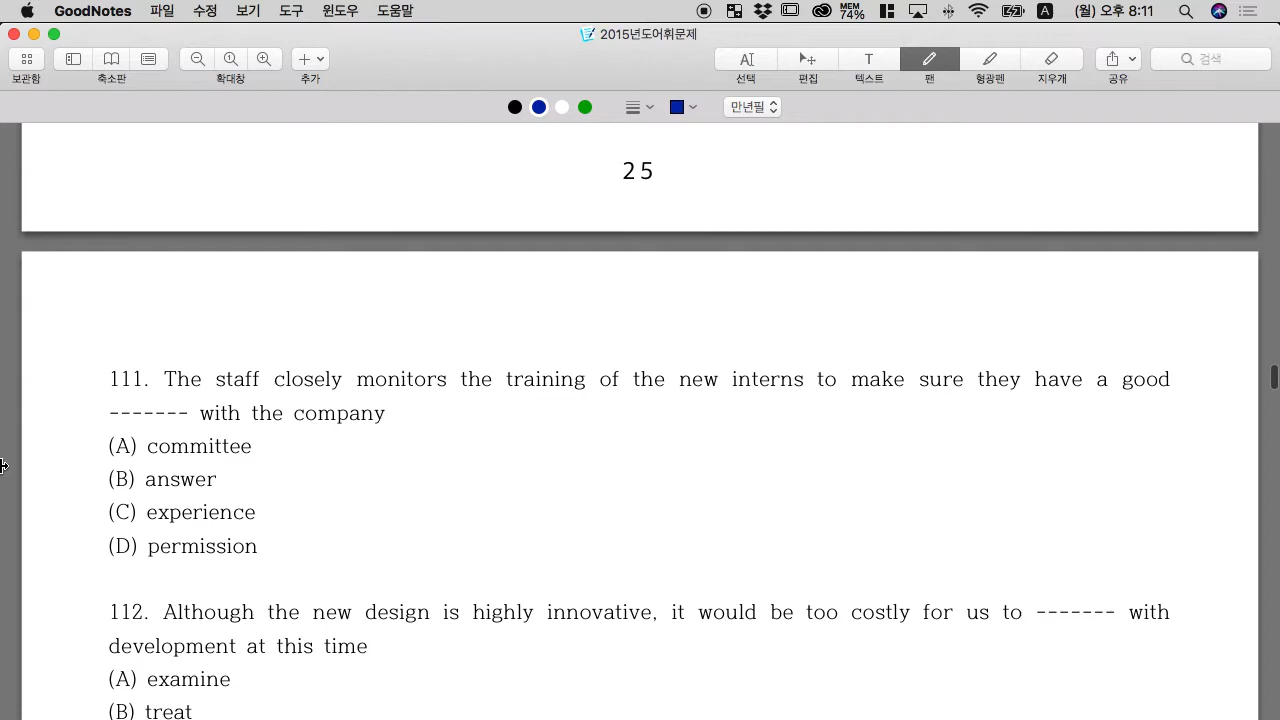 GoodNotes 파일 수정 보기 도구 윈도우 도움말 MEM 74% A (월) 오후 8:11
2015년도어휘문제
AI T 검색
보관함 축소판 확대창 추가 선택 편집 텍스트 팬 형광펜 지우개 공유
만년필
25
111. The staff closely monitors the training of the new interns to make sure they have a good
------- with the company
(A) committee
(B) answer
(C) experience
(D) permission
112. Although the new design is highly innovative, it would be too costly for us to ------- with
development at this time
(A) examine
(B) treat